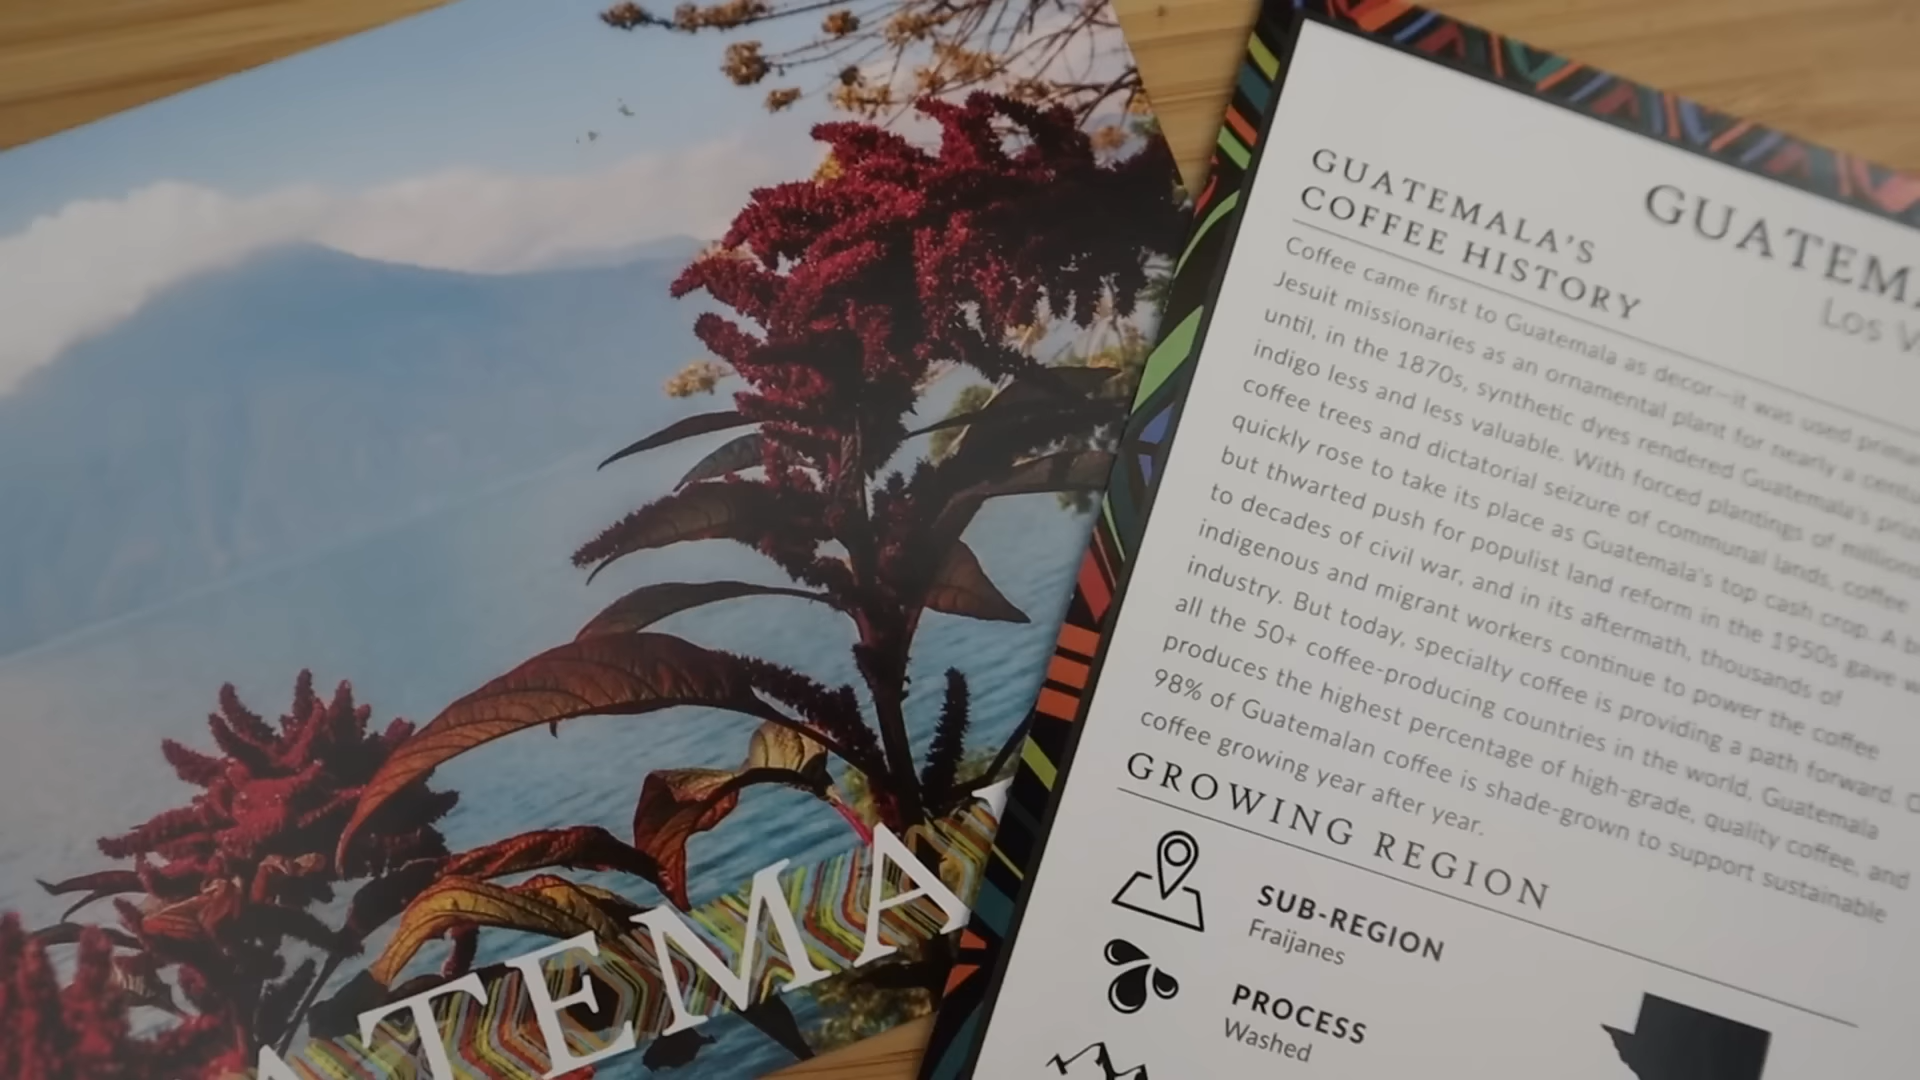 ATEMA
GUATEM
Los V
GUATEMALA'S
COFFEE HISTORY
Coffee came first to Guatemala as decor—it was used
Jesuit missionaries as an ornamental plant for nearly a
until, in the 1870s, synthetic dyes rendered Guatemala's
indigo less and less valuable. With forced plantings of
coffee trees and dictatorial seizure of communal lands, coffee
quickly rose to take its place as Guatemala's top cash crop. A
but thwarted push for populist land reform in the 1950s gave
to decades of civil war, and in its aftermath, thousands of
indigenous and migrant workers continue to power the coffee
industry. But today, specialty coffee is providing a path forward.
all the 50+ coffee-producing countries in the world, Guatemala
produces the highest percentage of high-grade, quality coffee, and
98% of Guatemalan coffee is shade-grown to support sustainable
coffee growing year after year.
GROWING REGION
SUB-REGION
Fraijanes
PROCESS
Washed